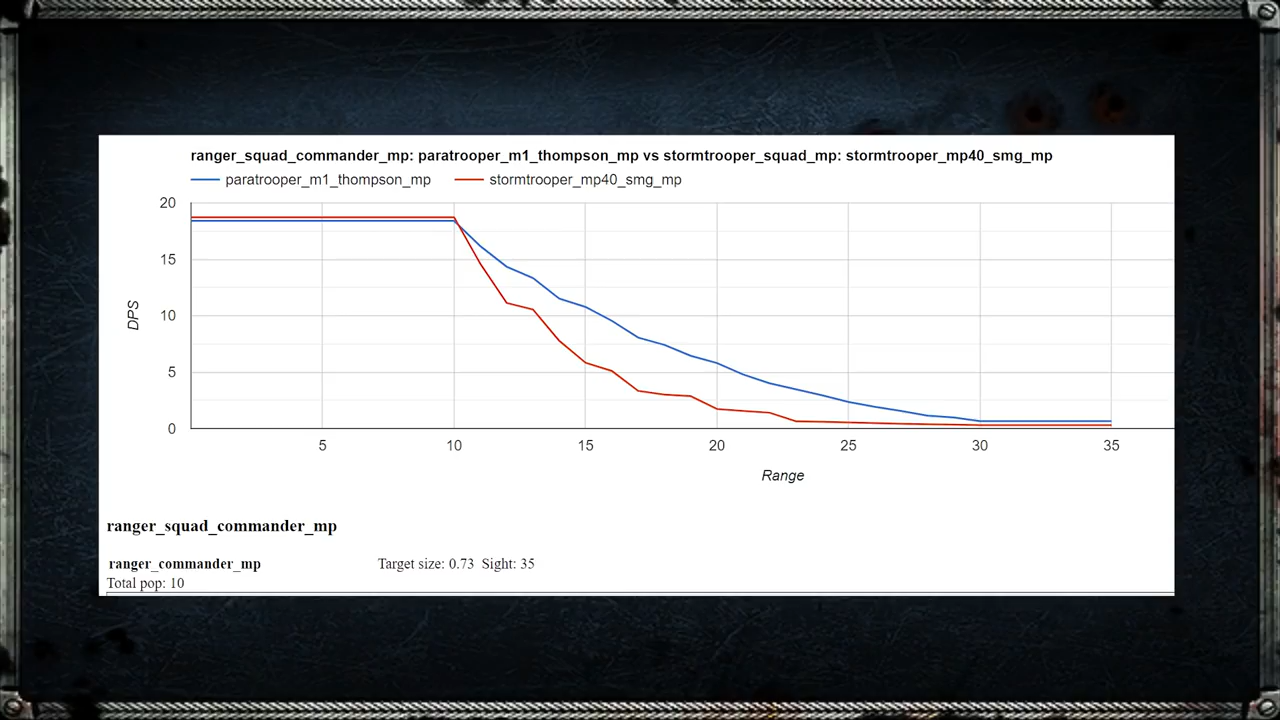 ranger_squad_commander_mp: paratrooper_m1_thompson_mp vs stormtrooper_squad_mp: stormtrooper_mp40_smg_mp
paratrooper_m1_thompson_mp stormtrooper_mp40_smg_mp
20
15
10
5
0
DPS
5 10 15 20 25 30 35
Range
ranger_squad_commander_mp
ranger_commander_mp Target size: 0.73 Sight: 35
Total pop: 10